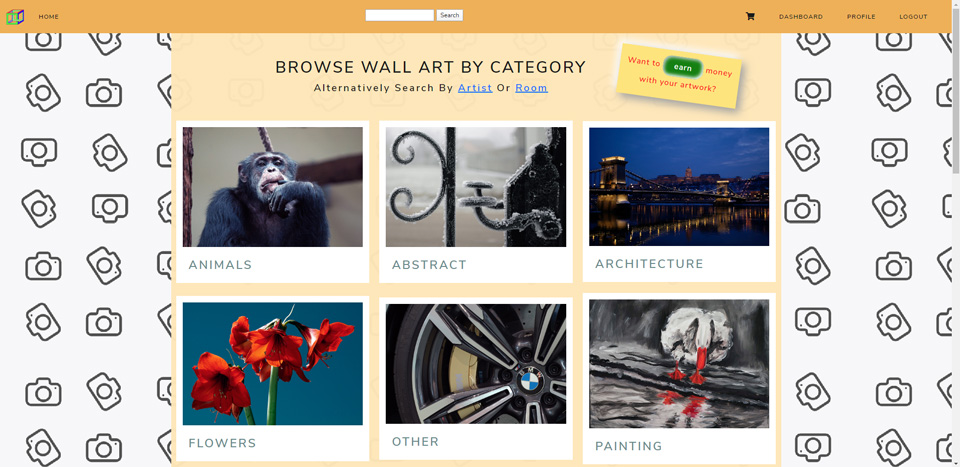 HOME
Search
DASHBOARD
PROFILE
LOGOUT
BROWSE WALL ART BY CATEGORY
Alternatively Search By Artist Or Room
Want to earn money
with your artwork?
ANIMALS
ABSTRACT
ARCHITECTURE
FLOWERS
OTHER
PAINTING